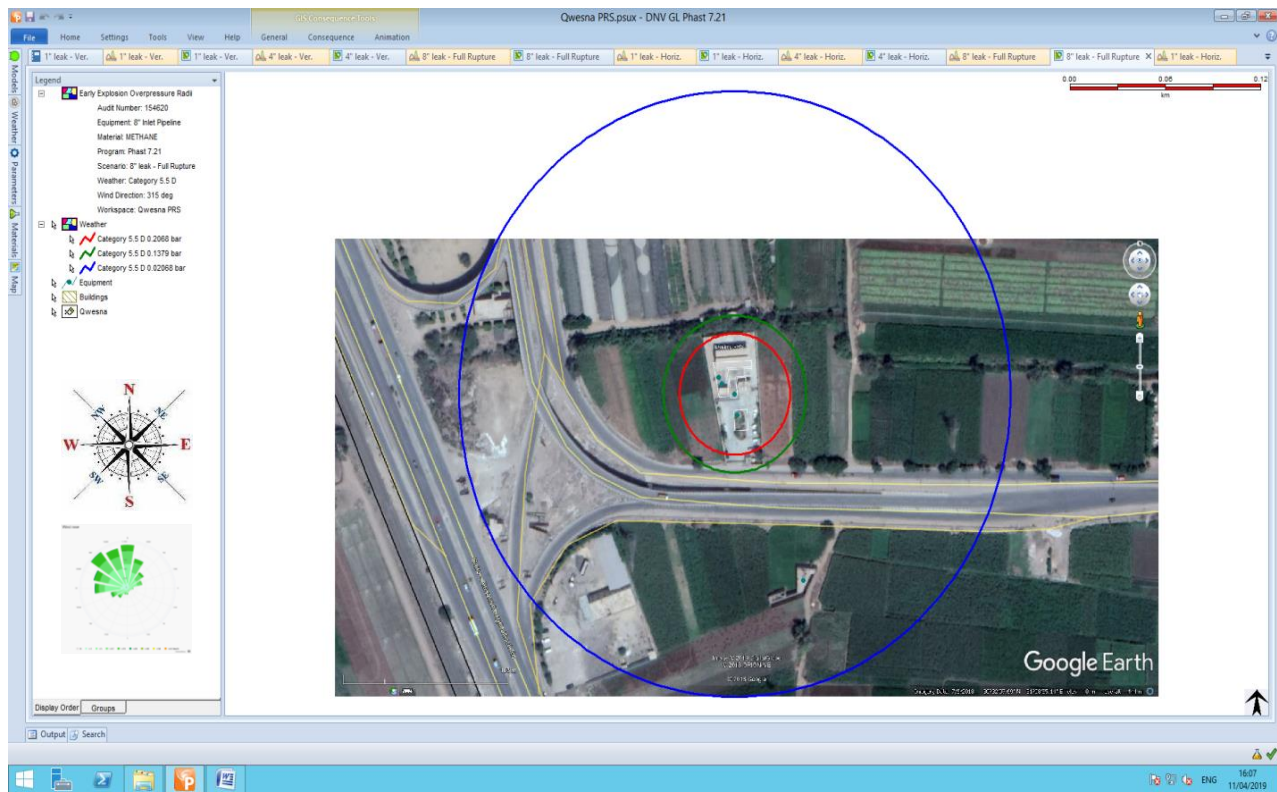 GIS Consequence Tools
Qwesna PRS.psux - DNV GL Phast 7.21
File Home Settings Tools View Help General Consequence Animation
1" leak - Ver. 1" leak - Ver. 1" leak - Ver. 4" leak - Ver. 4" leak - Ver. 8" leak - Full Rupture 8" leak - Full Rupture 1" leak - Horiz. 1" leak - Horiz. 4" leak - Horiz. 4" leak - Horiz. 8" leak - Full Rupture 8" leak - Full Rupture 1" leak - Horiz.
Models
Weather
Parameters
Materials
Map
Legend
Early Explosion Overpressure Radii
Audit Number: 154620
Equipment: 8" Inlet Pipeline
Material: METHANE
Program: Phast 7.21
Scenario: 8" leak - Full Rupture
Weather: Category 5.5 D
Wind Direction: 315 deg
Workspace: Qwesna PRS
Weather
Category 5.5 D 0.2068 bar
Category 5.5 D 0.1379 bar
Category 5.5 D 0.02068 bar
Equipment
Buildings
Qwesna
N
NW NE
W E
SW SE
S
0.00 0.06 0.12
km
Google Earth
© 2018 Google
Display Order Groups
Output Search
ENG
16:07
11/04/2019